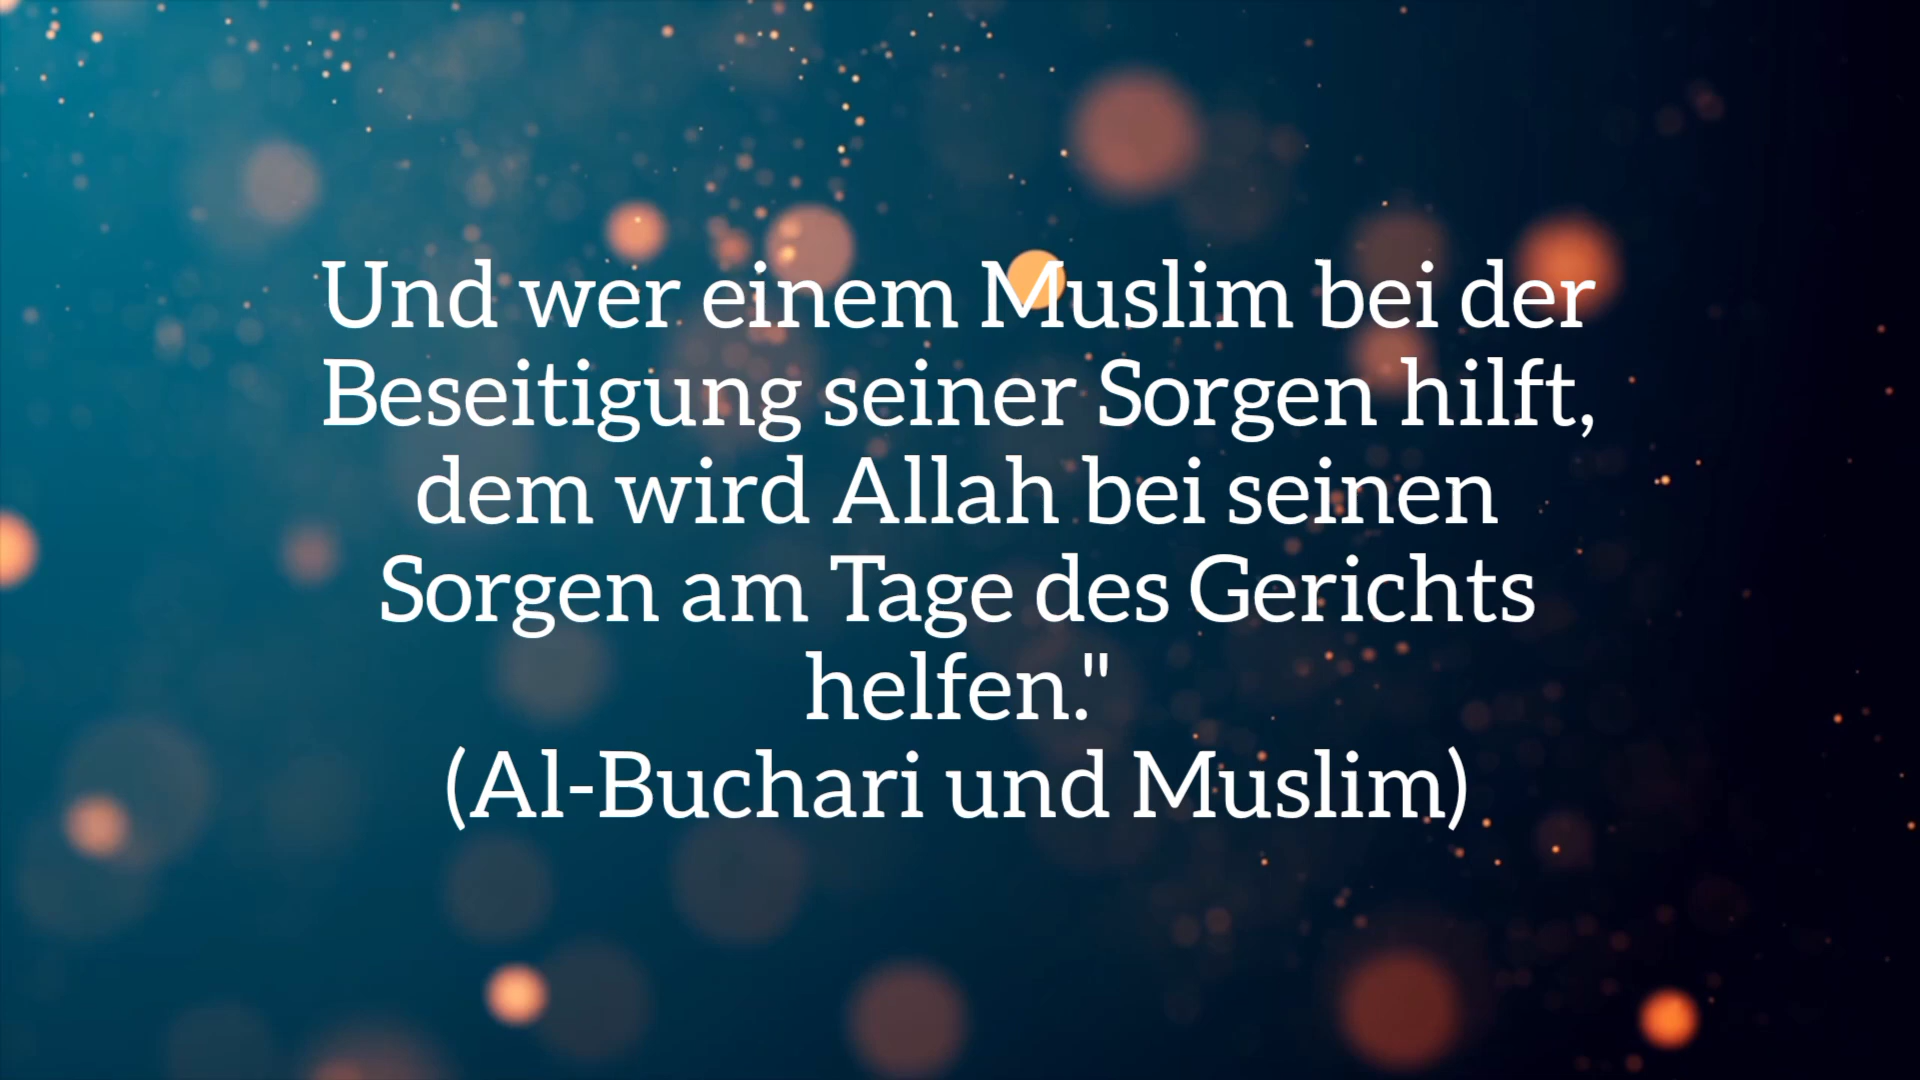 Und wer einem Muslim bei der
Beseitigung seiner Sorgen hilft,
dem wird Allah bei seinen
Sorgen am Tage des Gerichts
helfen."
(Al-Buchari und Muslim)